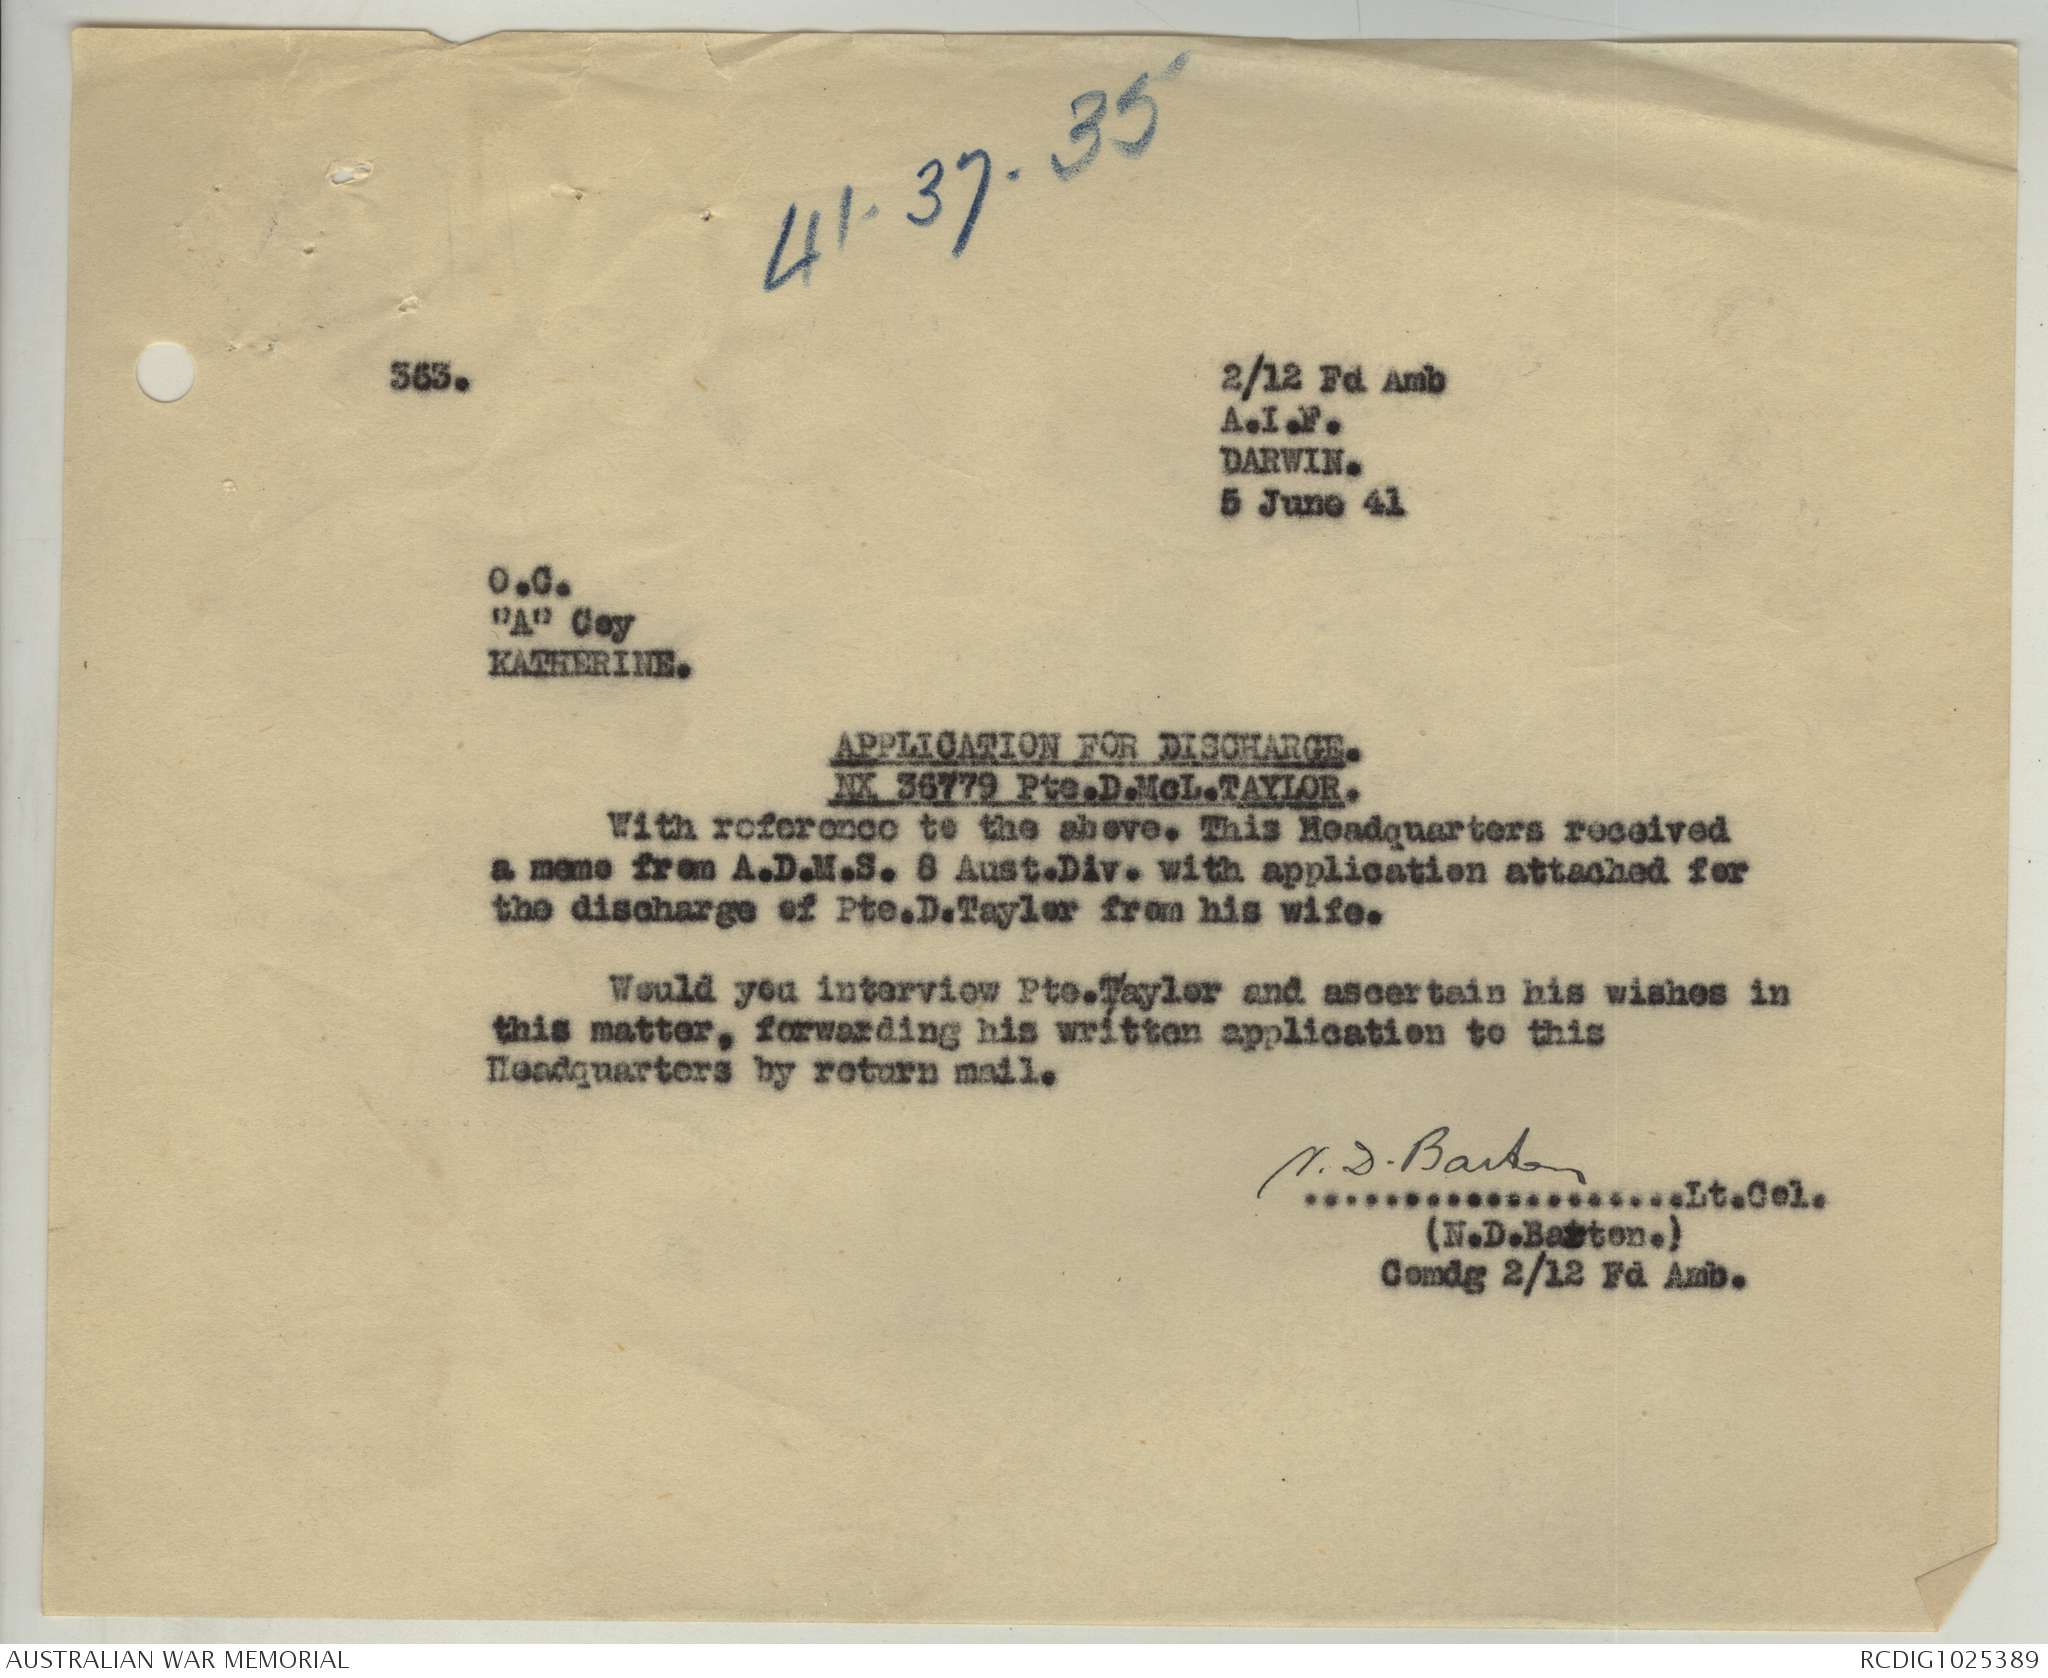 41. 37. 35
363.
2/12 Fd Amb
A.I.F.
DARWIN.
5 June 41
O.C.
"A" Coy
KATHERINE.
APPLICATION FOR DISCHARGE.
NX 36779 Pte.D.McL.TAYLOR.
With reference to the above. This Headquarters received
a memo from A.D.M.S. 8 Aust.Div. with application attached for
the discharge of Pte.D.Taylor from his wife.
Would you interview Pte.Taylor and ascertain his wishes in
this matter, forwarding his written application to this
Headquarters by return mail.
N. D. Barton
...................Lt.Col.
(N.D.Barton.)
Comdg 2/12 Fd Amb.
AUSTRALIAN WAR MEMORIAL
RCDIG1025389